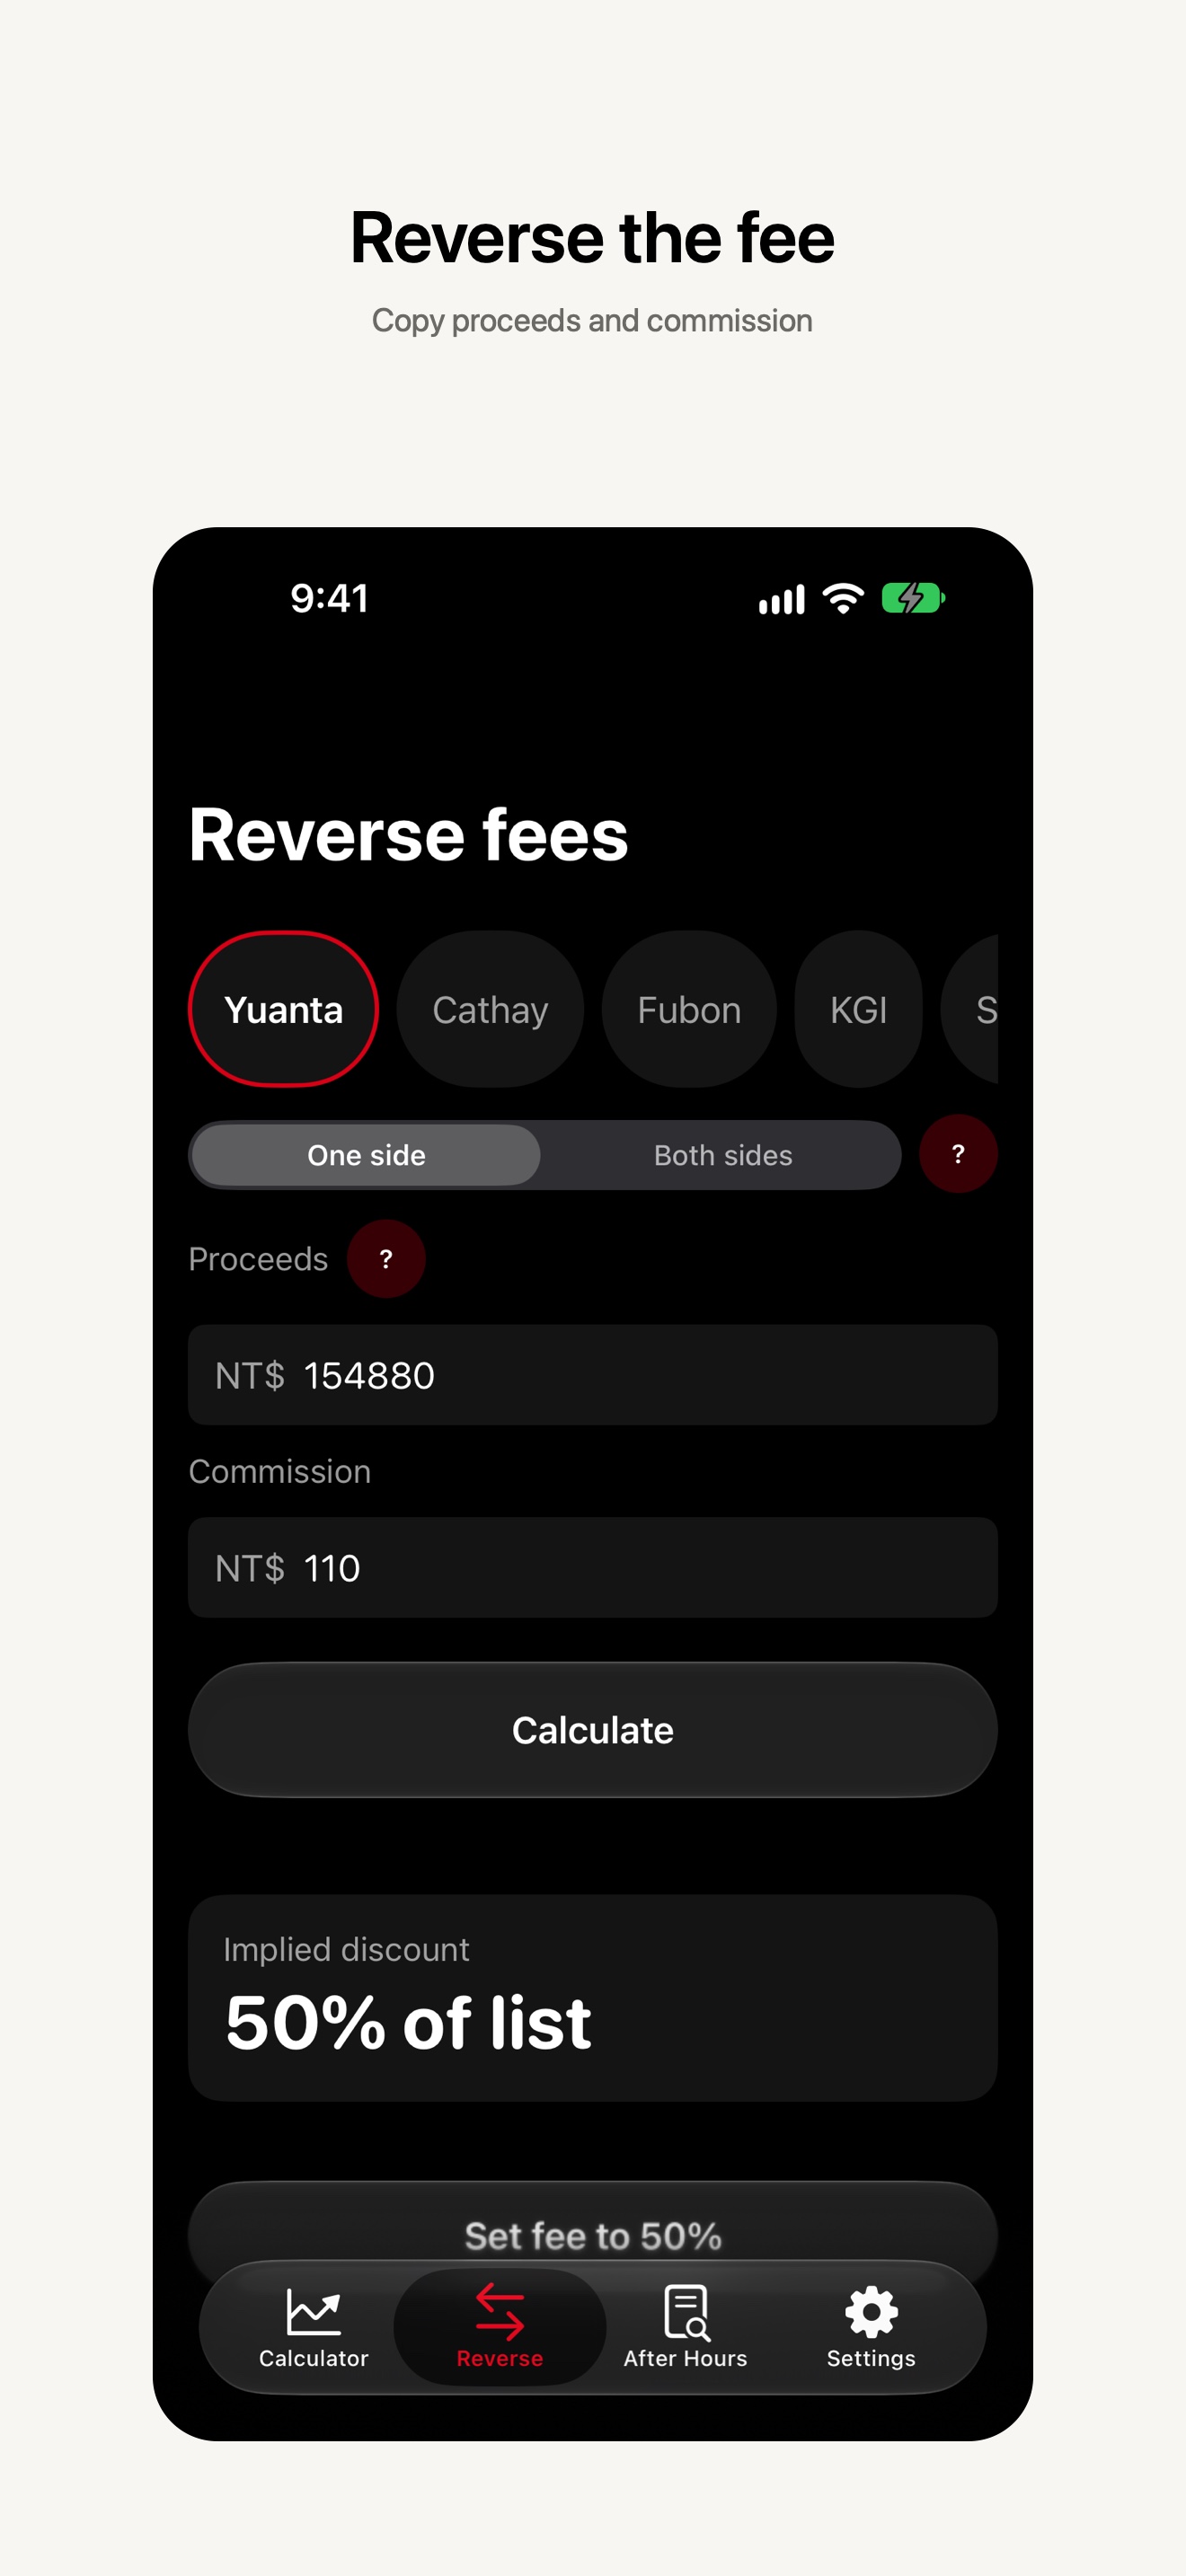 Reverse the fee
Copy proceeds and commission
9:41
Reverse fees
Yuanta Cathay Fubon KGI S
One side Both sides ?
Proceeds ?
NT$ 154880
Commission
NT$ 110
Calculate
Implied discount
50% of list
Set fee to 50%
Calculator Reverse After Hours Settings